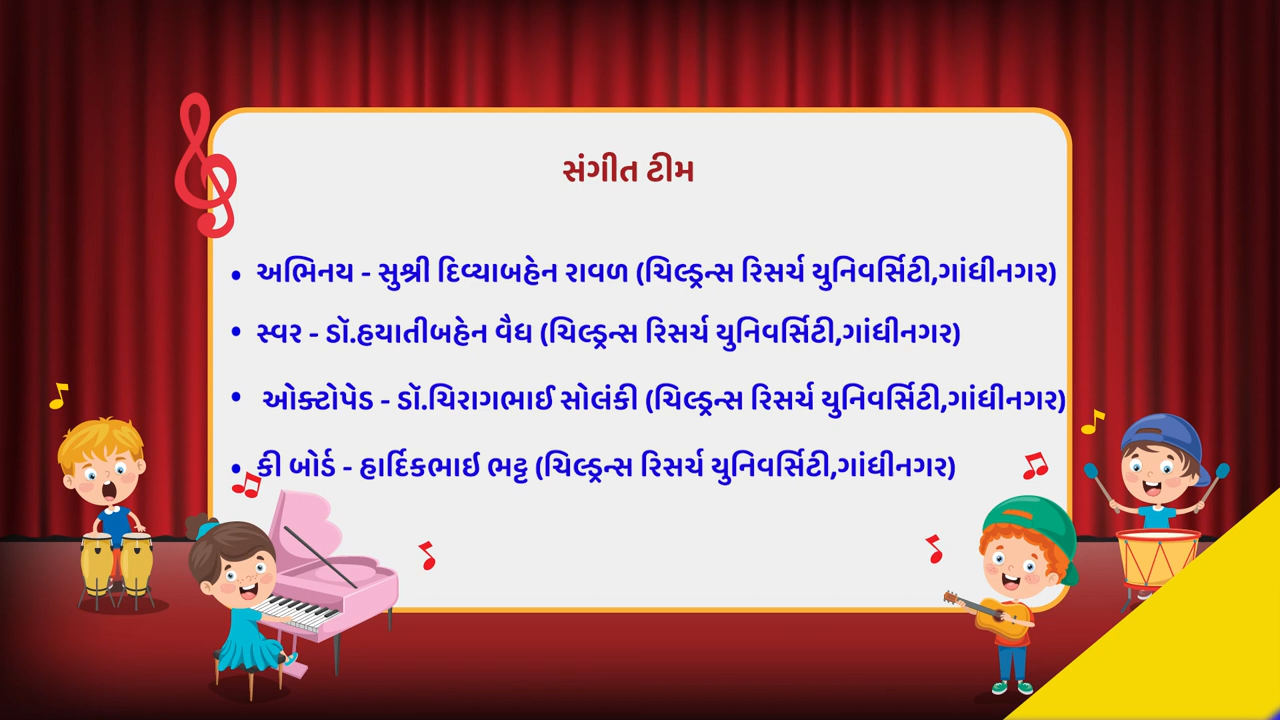 સંગીત ટીમ
• અભિનય - સુશ્રી દિવ્યાબહેન રાવળ (ચિલ્ડ્રન્સ રિસર્ચ યુનિવર્સિટી,ગાંધીનગર)
• સ્વર - ડૉ.હયાતીબહેન વૈધ (ચિલ્ડ્રન્સ રિસર્ચ યુનિવર્સિટી,ગાંધીનગર)
• ઓક્ટોપેડ - ડૉ.ચિરાગભાઈ સોલંકી (ચિલ્ડ્રન્સ રિસર્ચ યુનિવર્સિટી,ગાંધીનગર)
• કી બોર્ડ - હાર્દિકભાઇ ભટ્ટ (ચિલ્ડ્રન્સ રિસર્ચ યુનિવર્સિટી,ગાંધીનગર)